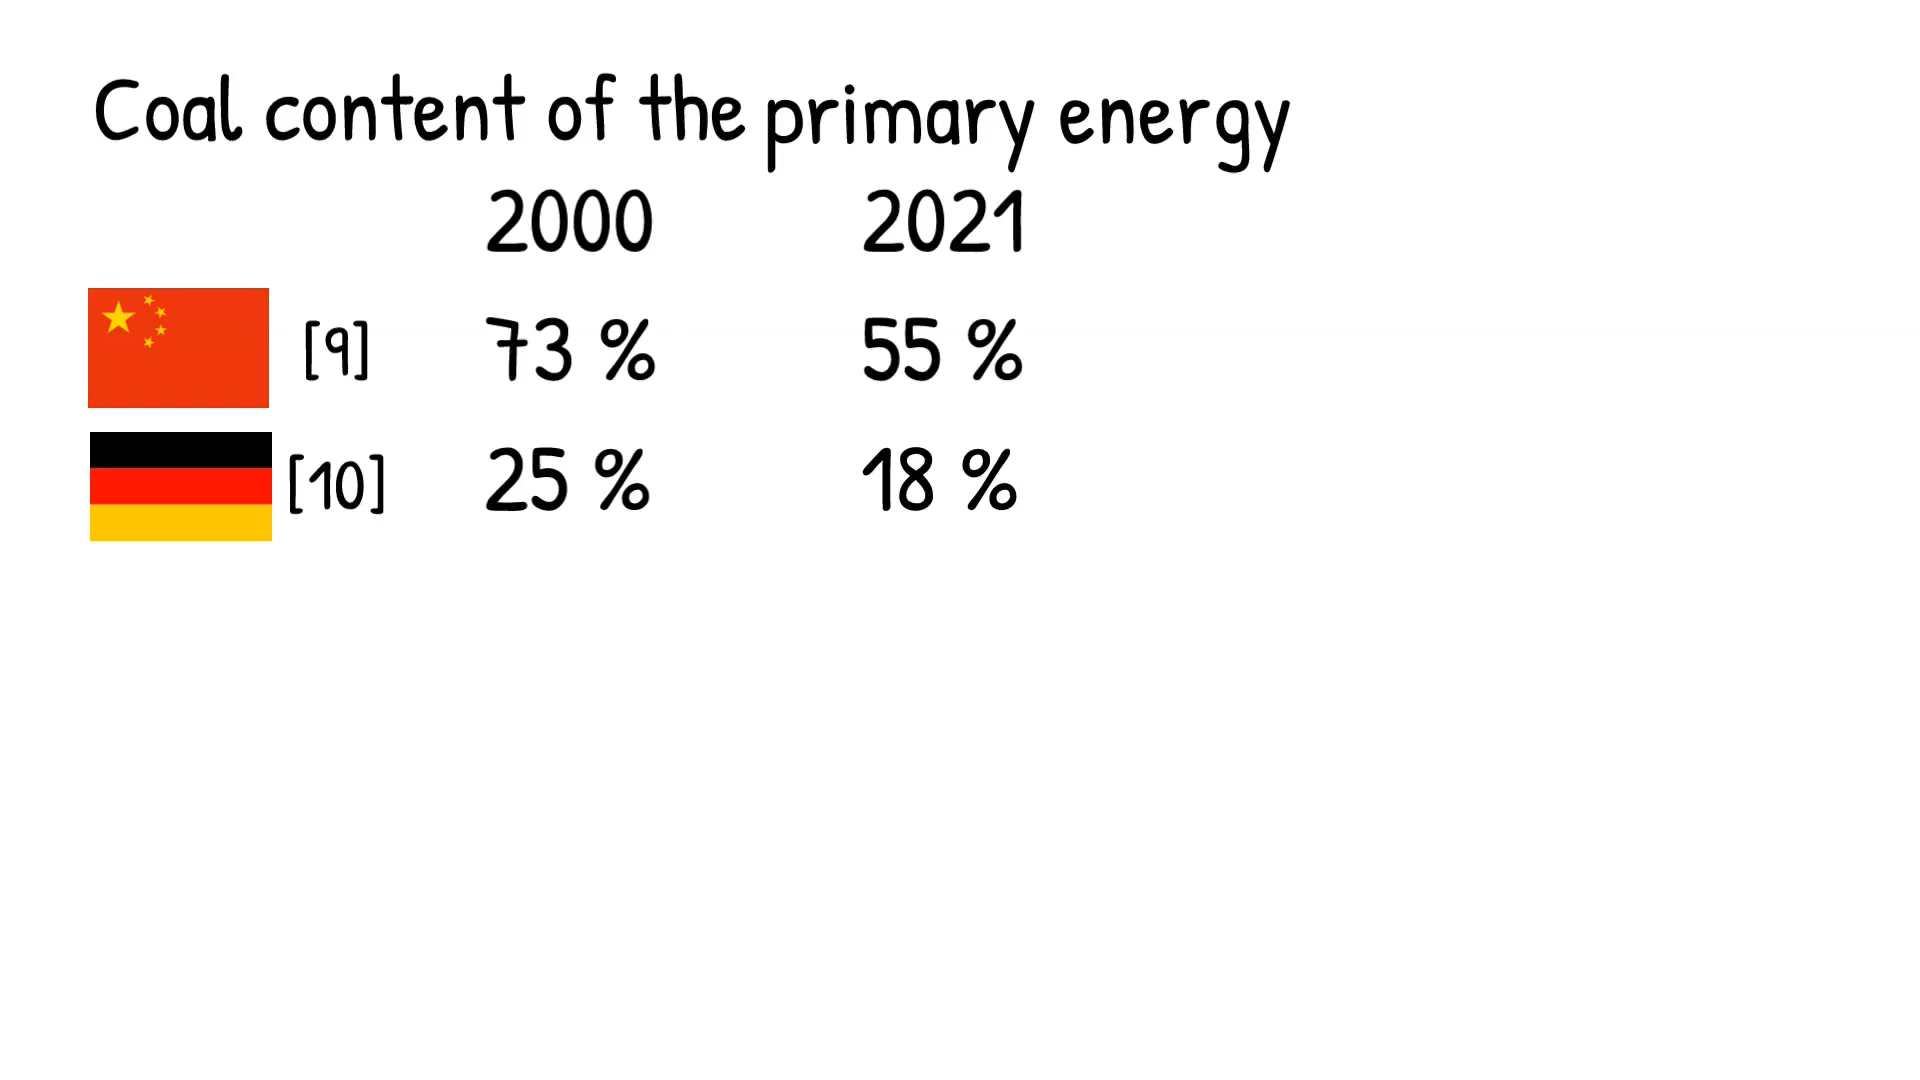 Coal content of the primary energy
2000 2021
[9] 73 % 55 %
[10] 25 % 18 %